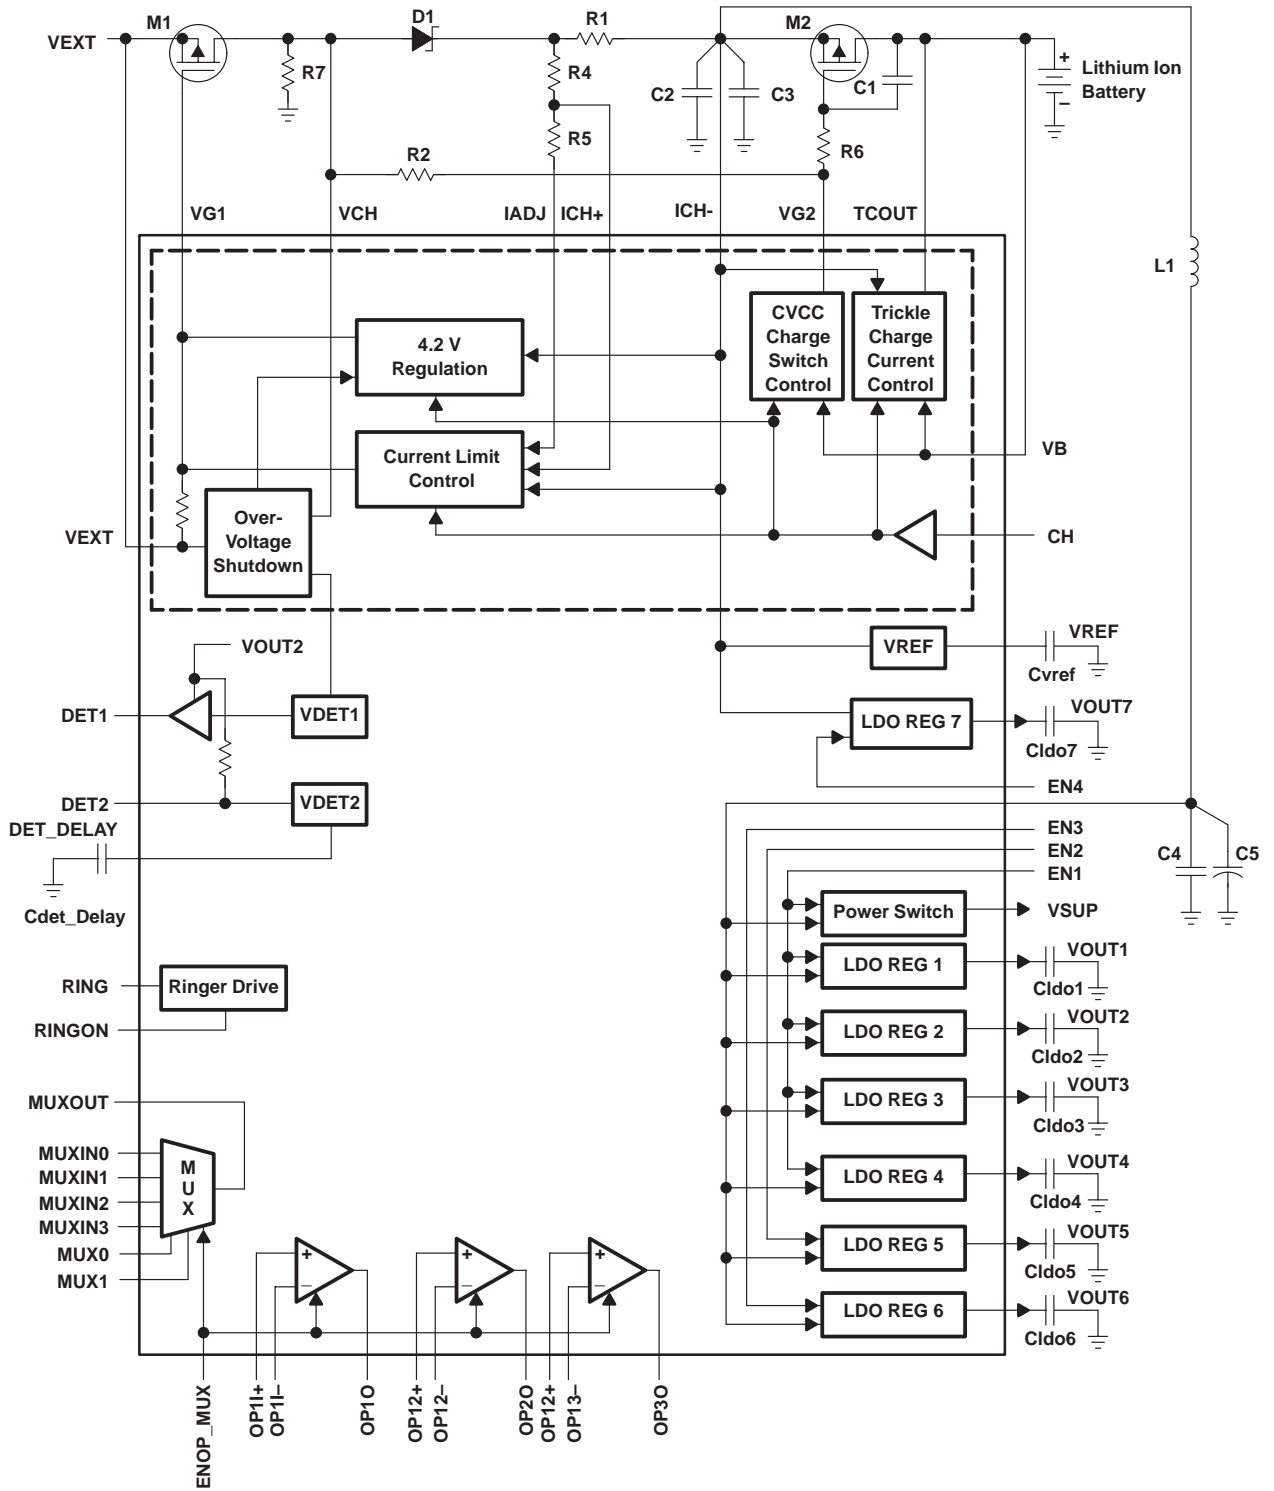 M1
D1
R1
M2
VEXT
R7
R4
C2
C3
C1
+
Lithium Ion
Battery
–
R5
R2
R6
VG1
VCH
IADJ
ICH+
ICH-
VG2
TCOUT
L1
4.2 V
Regulation
CVCC
Charge
Switch
Control
Trickle
Charge
Current
Control
Current Limit
Control
VB
VEXT
Over-
Voltage
Shutdown
CH
VOUT2
VREF
VREF
Cvref
DET1
VDET1
LDO REG 7
VOUT7
Cldo7
EN4
DET2
VDET2
DET_DELAY
Cdet_Delay
EN3
EN2
EN1
C4
C5
Power Switch
VSUP
LDO REG 1
VOUT1
Cldo1
RING
Ringer Drive
RINGON
LDO REG 2
VOUT2
Cldo2
MUXOUT
LDO REG 3
VOUT3
Cldo3
MUXIN0
MUXIN1
MUXIN2
MUXIN3
MUX0
MUX1
M
U
X
LDO REG 4
VOUT4
Cldo4
+
–
+
–
+
–
LDO REG 5
VOUT5
Cldo5
LDO REG 6
VOUT6
Cldo6
ENOP_MUX
OP1I+
OP1I–
OP1O
OP12+
OP12–
OP2O
OP12+
OP13–
OP3O